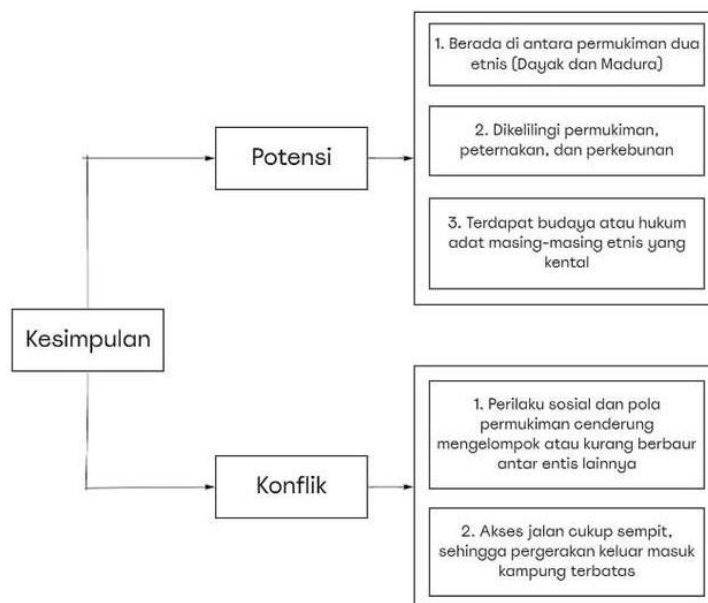 Kesimpulan
Potensi
1. Berada di antara permukiman dua
etnis (Dayak dan Madura)
2. Dikelilingi permukiman,
peternakan, dan perkebunan
3. Terdapat budaya atau hukum
adat masing-masing etnis yang
kental
Konflik
1. Perilaku sosial dan pola
permukiman cenderung
mengelompok atau kurang berbaur
antar entis lainnya
2. Akses jalan cukup sempit,
sehingga pergerakan keluar masuk
kampung terbatas